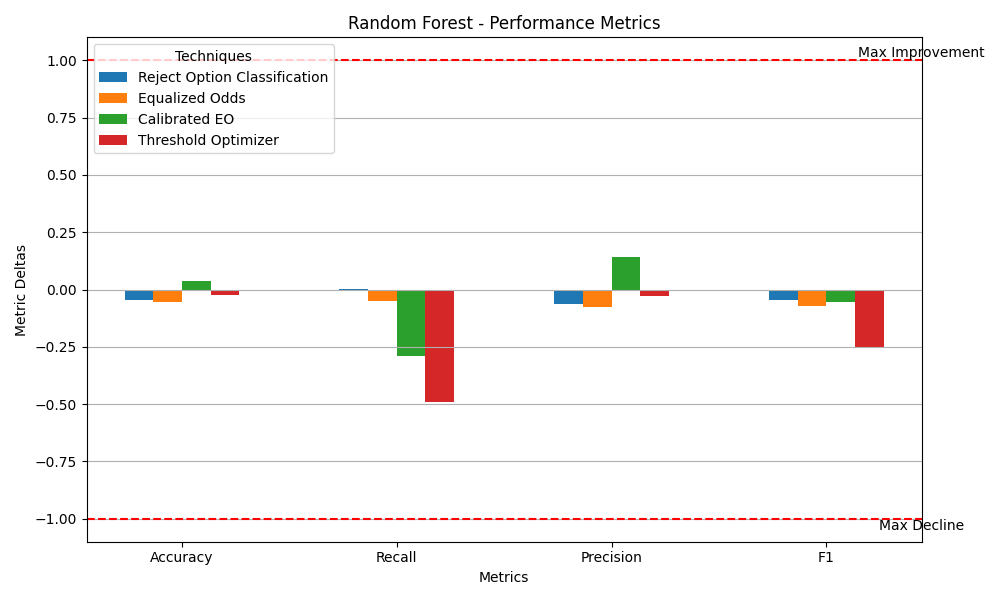 Random Forest - Performance Metrics
Max Improvement
Techniques
Reject Option Classification
Equalized Odds
Calibrated EO
Threshold Optimizer
1.00
0.75
0.50
0.25
0.00
−0.25
−0.50
−0.75
−1.00
Metric Deltas
Max Decline
Accuracy
Recall
Precision
F1
Metrics